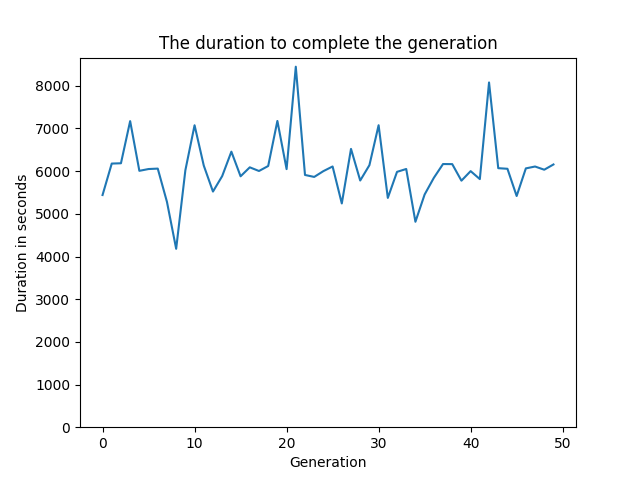 The duration to complete the generation
Duration in seconds
8000
7000
6000
5000
4000
3000
2000
1000
0
0 10 20 30 40 50
Generation